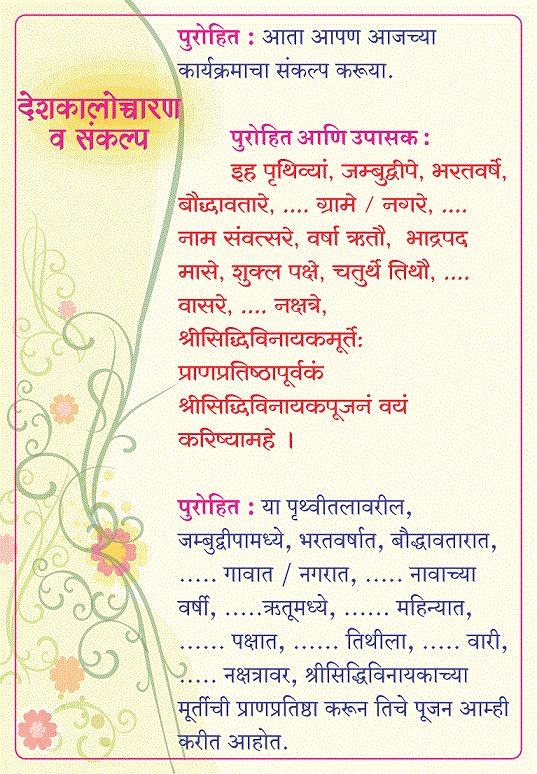 पुरोहित : आता आपण आजच्या
कार्यक्रमाचा संकल्प करूया.
देशकालोच्चारण
व संकल्प
पुरोहित आणि उपासक :
इह पृथिव्यां, जम्बुद्वीपे, भरतवर्षे,
बौद्धावतारे, .... ग्रामे / नगरे, ....
नाम संवत्सरे, वर्षा ऋतौ, भाद्रपद
मासे, शुक्ल पक्षे, चतुर्थे तिथौ, ....
वासरे, .... नक्षत्रे,
श्रीसिद्धिविनायकमूर्ते:
प्राणप्रतिष्ठापूर्वकं
श्रीसिद्धिविनायकपूजनं वयं
करिष्यामहे ।
पुरोहित : या पृथ्वीतलावरील,
जम्बुद्वीपामध्ये, भरतवर्षात, बौद्धावतारात,
..... गावात / नगरात, ..... नावाच्या
वर्षी, .....ऋतूमध्ये, ...... महिन्यात,
...... पक्षात, ...... तिथीला, ..... वारी,
..... नक्षत्रावर, श्रीसिद्धिविनायकाच्या
मूर्तीची प्राणप्रतिष्ठा करून तिचे पूजन आम्ही
करीत आहोत.